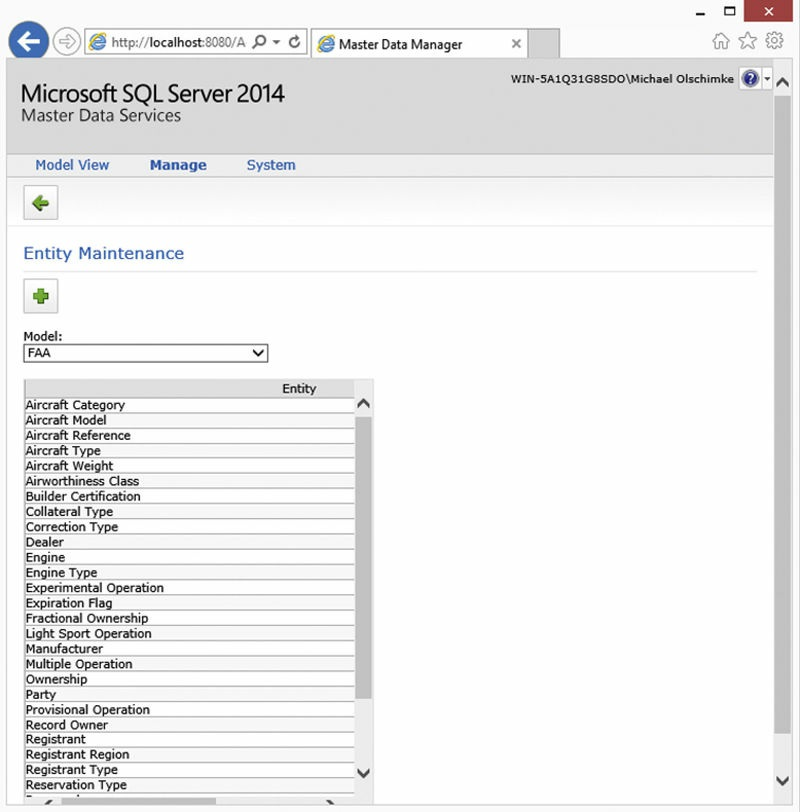 http://localhost:8080/A
Master Data Manager
WIN-5A1Q31G8SDO\Michael Olschimke
Microsoft SQL Server 2014
Master Data Services
Model View Manage System
Entity Maintenance
Model:
FAA
Entity
Aircraft Category
Aircraft Model
Aircraft Reference
Aircraft Type
Aircraft Weight
Airworthiness Class
Builder Certification
Collateral Type
Correction Type
Dealer
Engine
Engine Type
Experimental Operation
Expiration Flag
Fractional Ownership
Light Sport Operation
Manufacturer
Multiple Operation
Ownership
Party
Provisional Operation
Record Owner
Registrant
Registrant Region
Registrant Type
Reservation Type